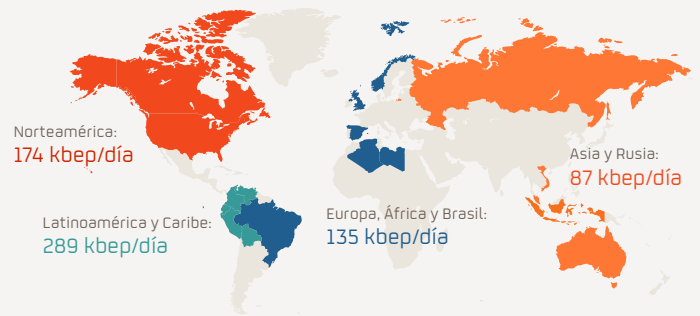 Norteamérica:
174 kbep/día
Latinoamérica y Caribe:
289 kbep/día
Europa, África y Brasil:
135 kbep/día
Asia y Rusia:
87 kbep/día